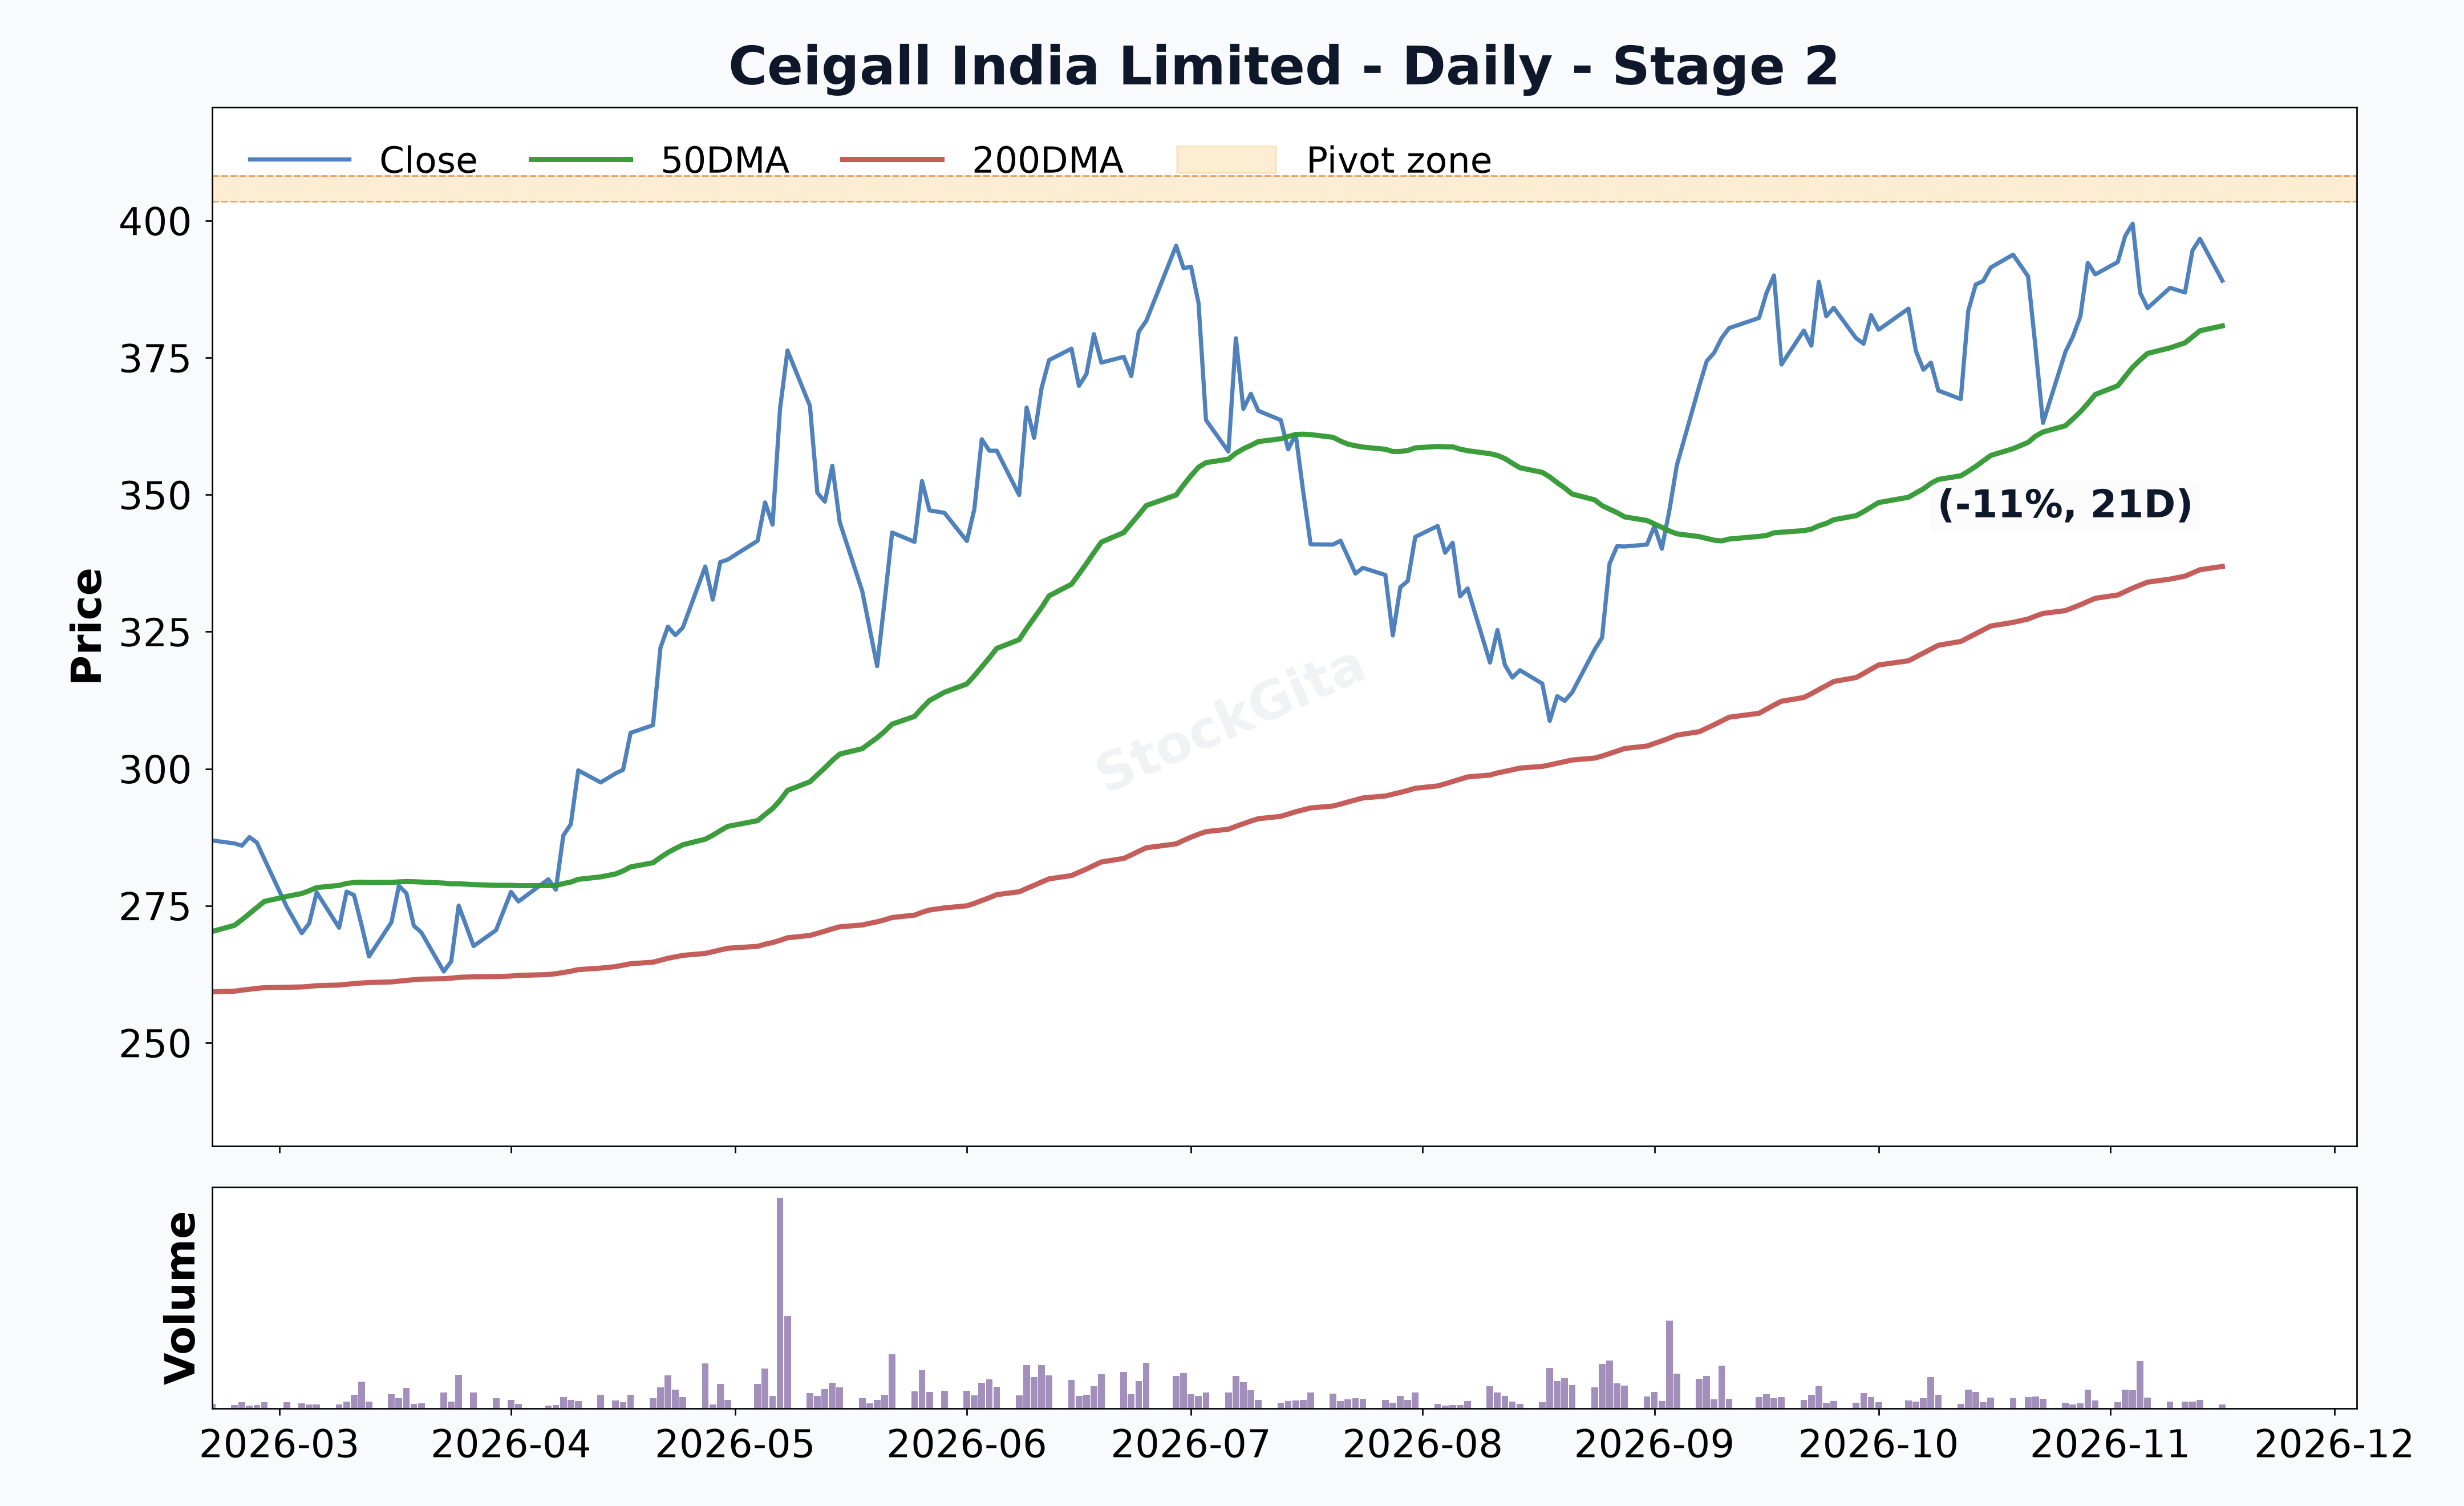 Ceigall India Limited - Daily - Stage 2
Close 50DMA 200DMA Pivot zone
400
375
350
325
300
275
250
Price
(-11%, 21D)
StockGita
Volume
2026-03 2026-04 2026-05 2026-06 2026-07 2026-08 2026-09 2026-10 2026-11 2026-12